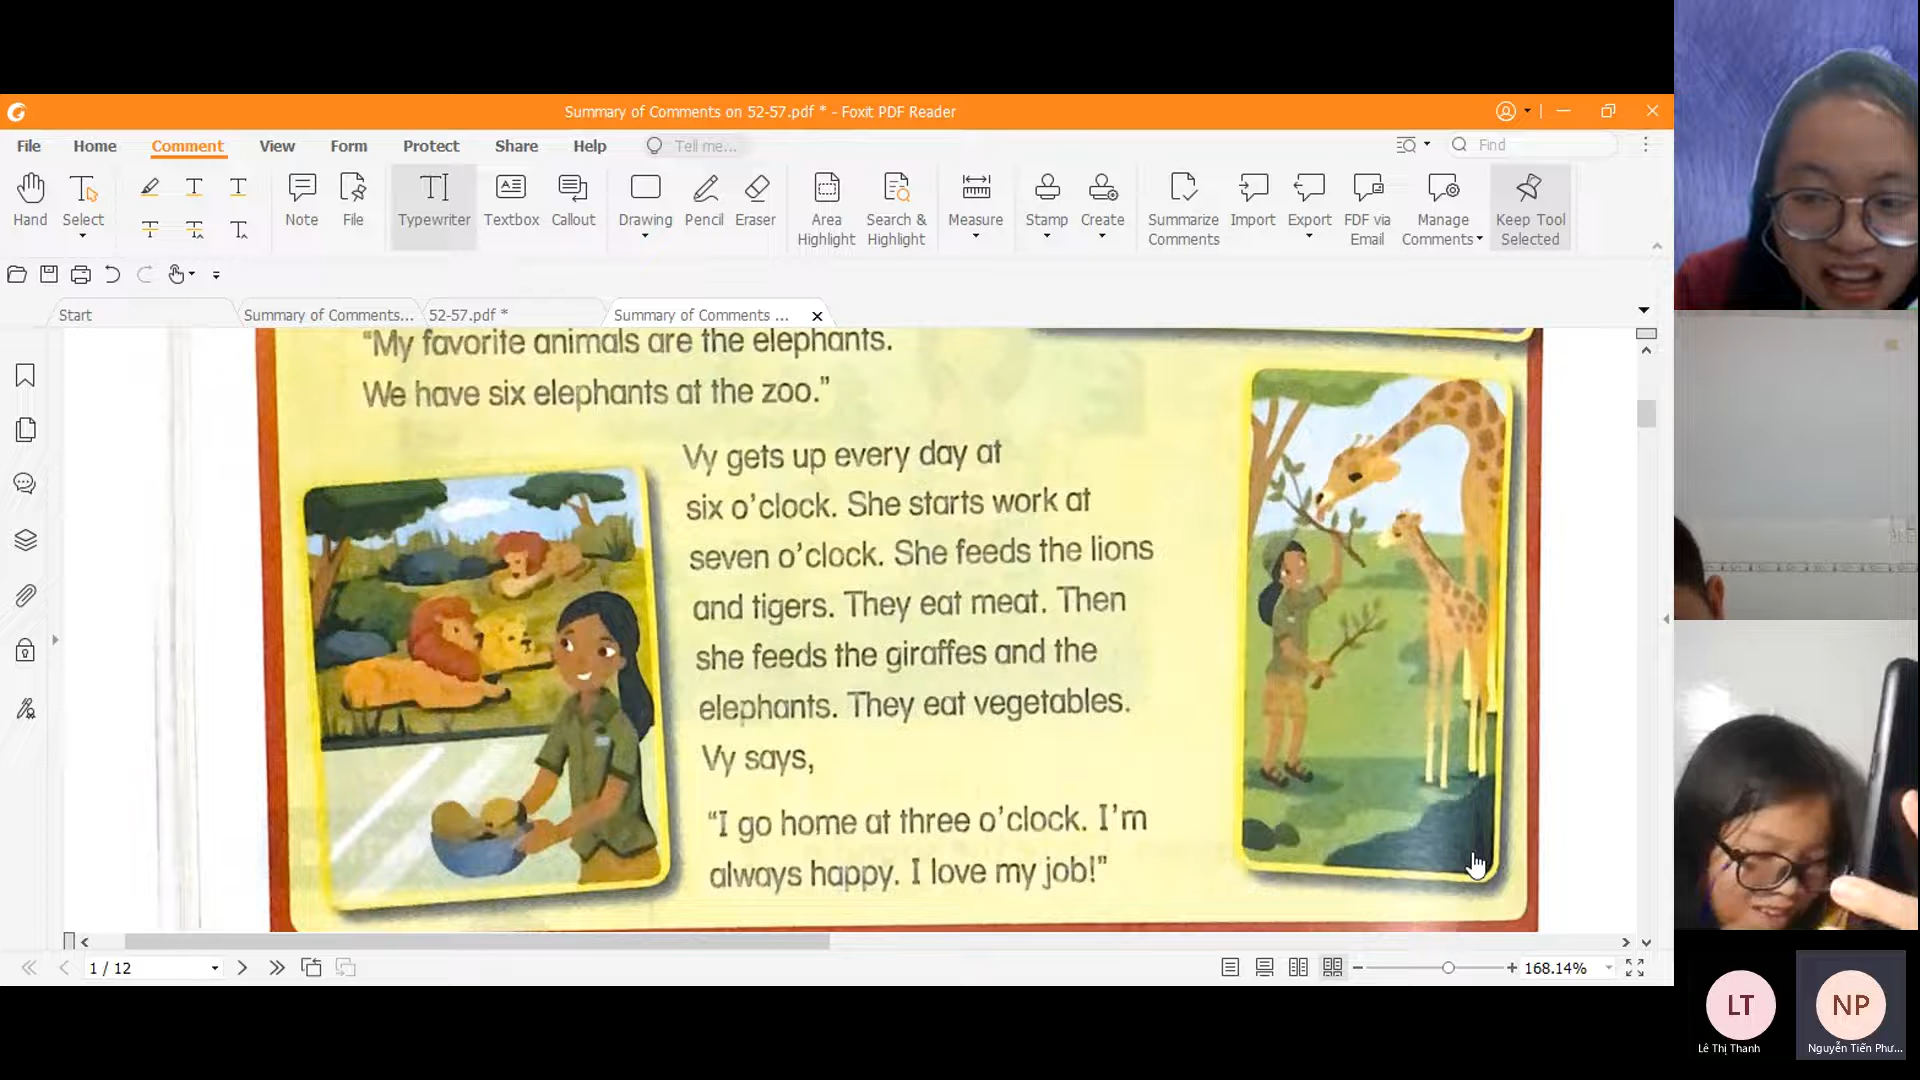 Summary of Comments on 52-57.pdf * - Foxit PDF Reader
File Home Comment View Form Protect Share Help Tell me... Find
Hand Select Note File Typewriter Textbox Callout Drawing Pencil Eraser Area Highlight Search & Highlight Measure Stamp Create Summarize Comments Import Export FDF via Email Manage Comments Keep Tool Selected
Start Summary of Comments... 52-57.pdf * Summary of Comments ...
“My favorite animals are the elephants.
We have six elephants at the zoo.”
Vy gets up every day at
six o’clock. She starts work at
seven o’clock. She feeds the lions
and tigers. They eat meat. Then
she feeds the giraffes and the
elephants. They eat vegetables.
Vy says,
“I go home at three o’clock. I’m
always happy. I love my job!”
1 / 12
168.14%
LT NP
Lê Thị Thanh Nguyễn Tiến Phư...